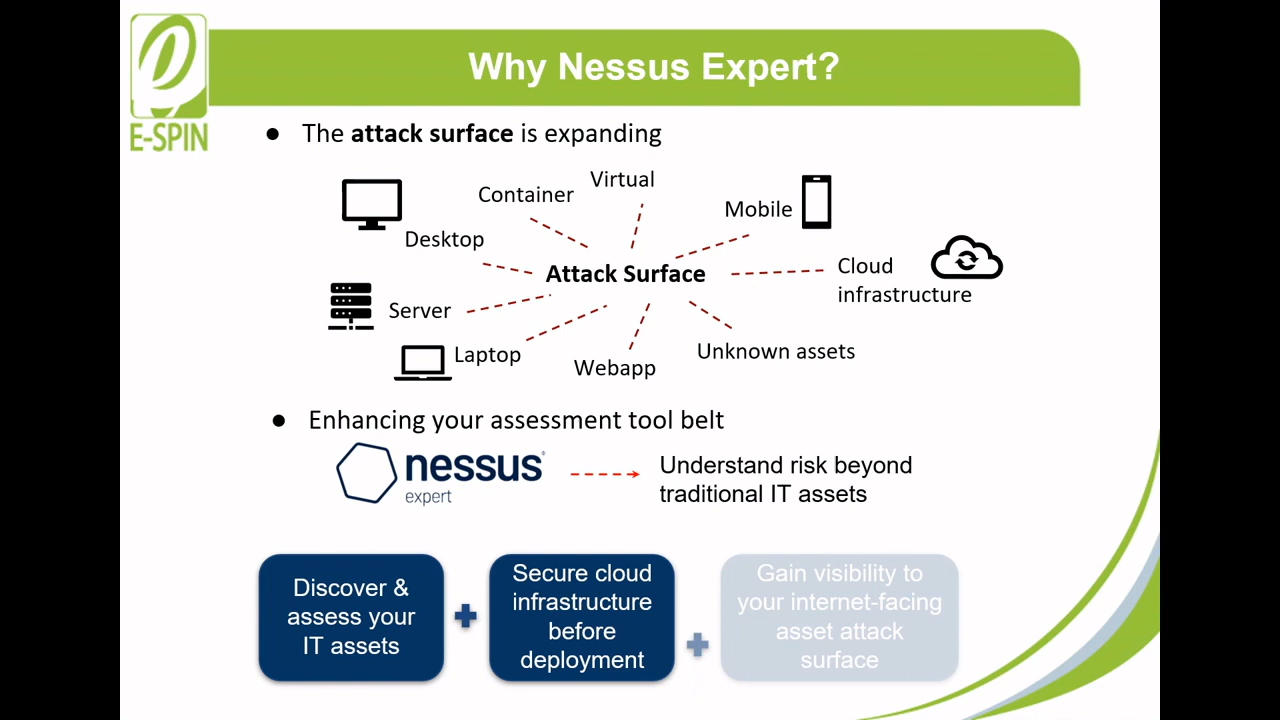 Why Nessus Expert?
E-SPIN
● The attack surface is expanding
Container
Virtual
Mobile
Desktop
Attack Surface
Cloud
infrastructure
Server
Laptop
Webapp
Unknown assets
● Enhancing your assessment tool belt
nessus
expert
Understand risk beyond
traditional IT assets
Discover &
assess your
IT assets
Secure cloud
infrastructure
before
deployment
Gain visibility to
your internet-facing
asset attack
surface